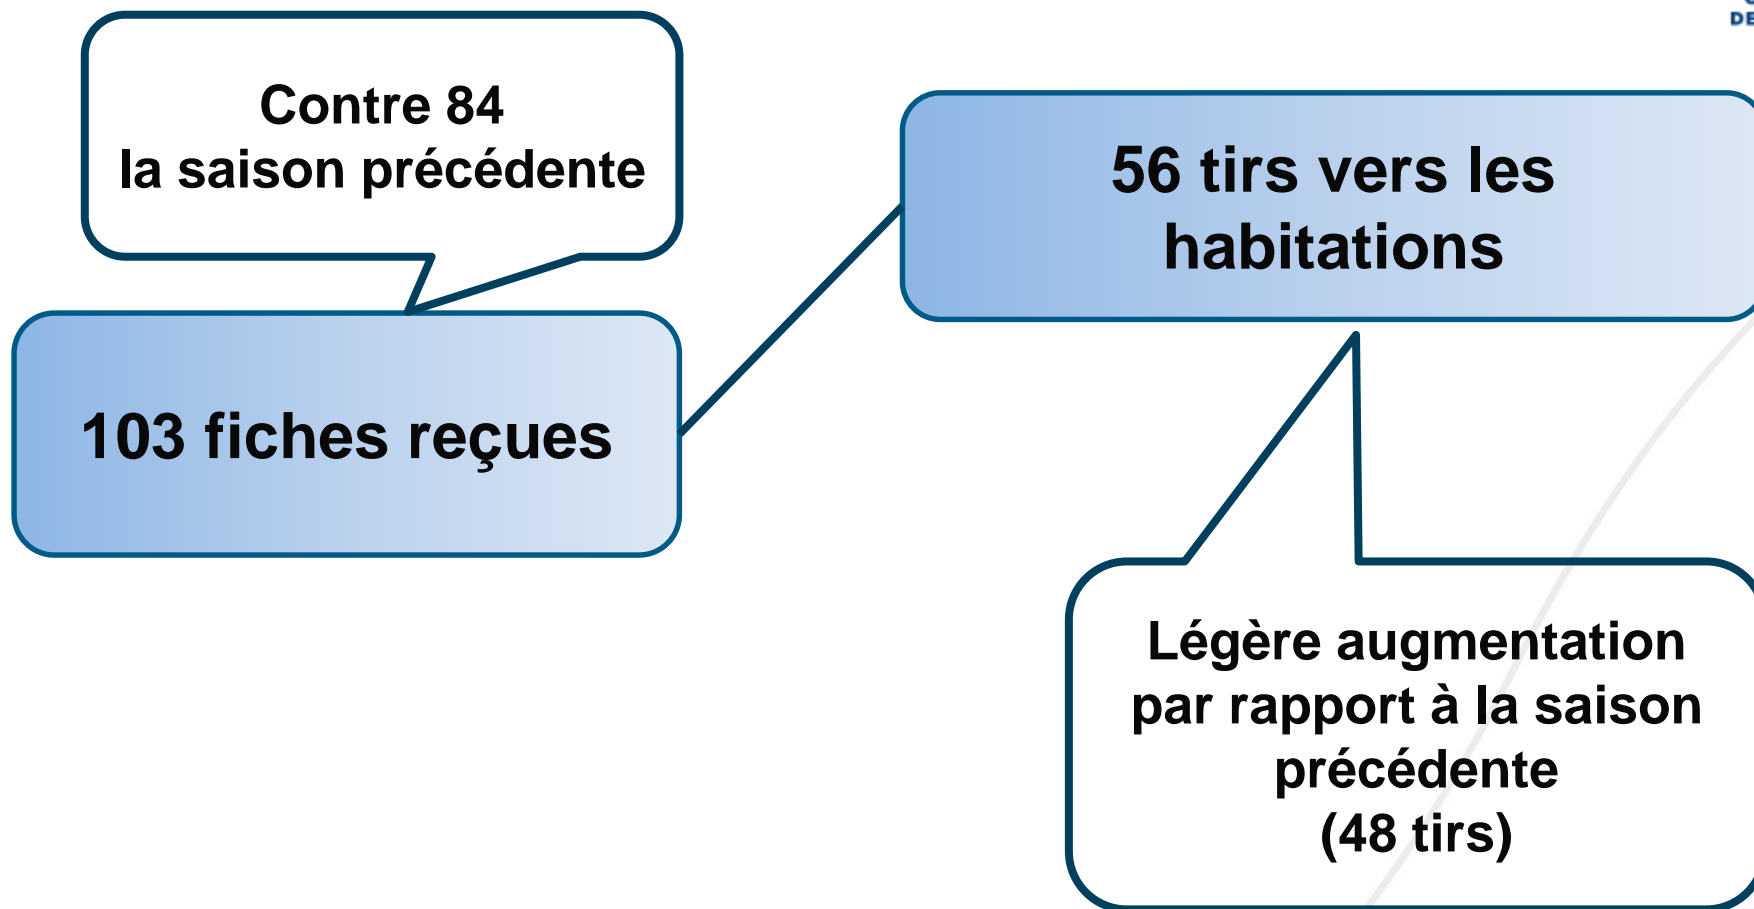 DE
Contre 84
la saison précédente
56 tirs vers les
habitations
103 fiches reçues
Légère augmentation
par rapport à la saison
précédente
(48 tirs)